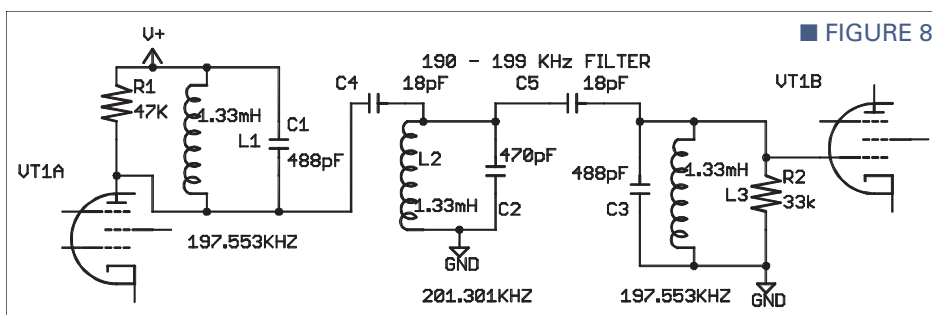 ■ FIGURE 8
V+
190 - 199 KHz FILTER
C4
18pF
C5
18pF
VT1B
R1
47K
1.33mH
L1
C1
488pF
VT1A
L2
1.33mH
470pF
C2
488pF
C3
1.33mH
L3
R2
33k
197.553KHZ
GND
201.301KHZ
197.553KHZ
GND